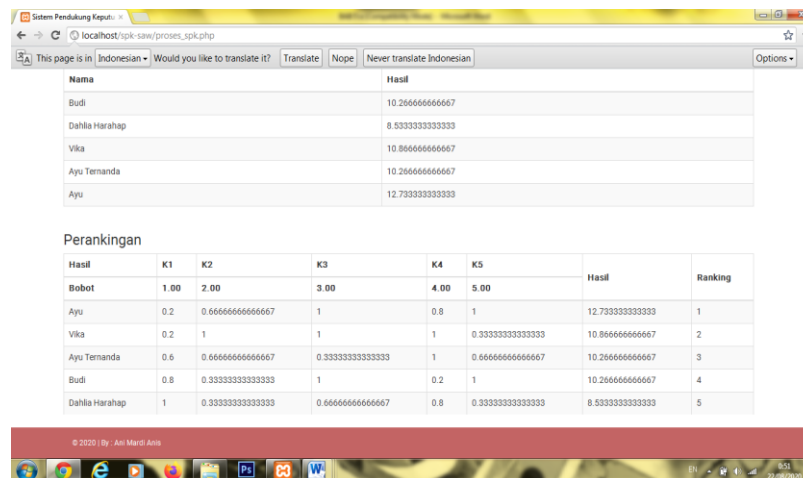 Sistem Pendukung Keputu ×
localhost/spk-saw/proses_spk.php
This page is in Indonesian Would you like to translate it? Translate Nope Never translate Indonesian Options
Nama Hasil
Budi 10.266666666667
Dahlia Harahap 8.5333333333333
Vika 10.866666666667
Ayu Ternanda 10.266666666667
Ayu 12.733333333333
Perankingan
Hasil K1 K2 K3 K4 K5 Hasil Ranking
Bobot 1.00 2.00 3.00 4.00 5.00
Ayu 0.2 0.66666666666667 1 0.8 1 12.733333333333 1
Vika 0.2 1 1 1 0.33333333333333 10.866666666667 2
Ayu Ternanda 0.6 0.66666666666667 0.33333333333333 1 0.66666666666667 10.266666666667 3
Budi 0.8 0.33333333333333 1 0.2 1 10.266666666667 4
Dahlia Harahap 1 0.33333333333333 0.66666666666667 0.8 0.33333333333333 8.5333333333333 5
© 2020 | By : Ani Mardi Anis
Ps W
EN 0:51
22/08/2020